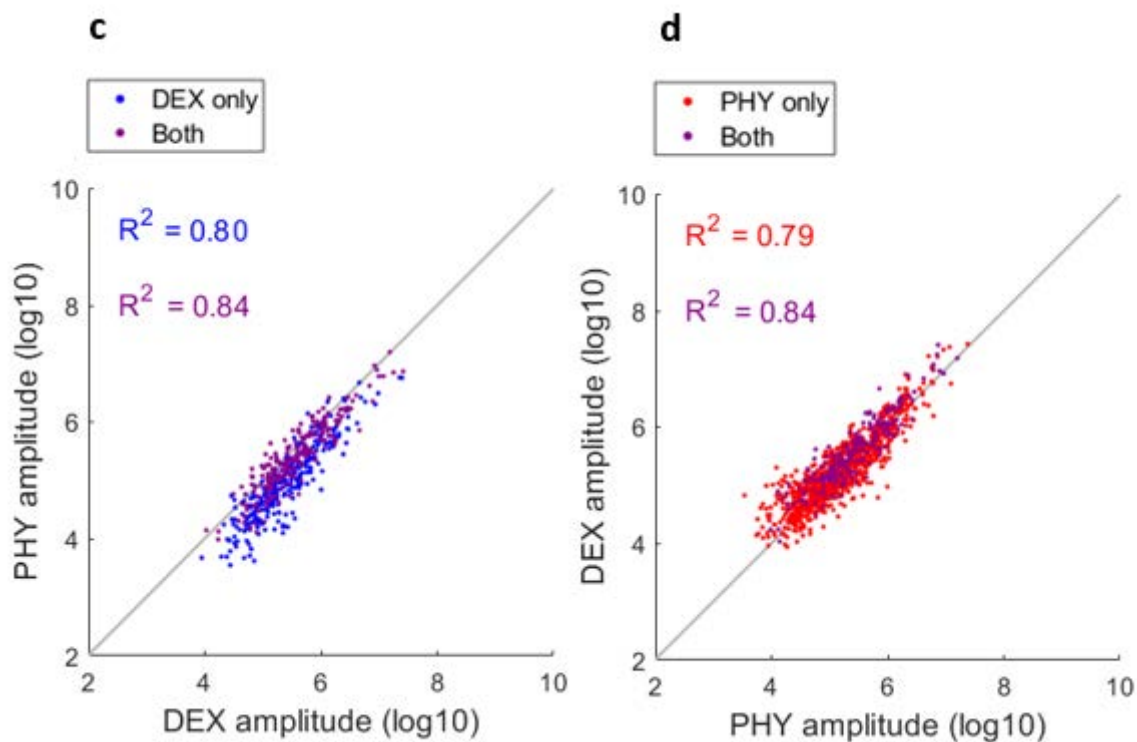 c
DEX only
Both
R² = 0.80
R² = 0.84
PHY amplitude (log10)
10
8
6
4
2
2 4 6 8 10
DEX amplitude (log10)
d
PHY only
Both
R² = 0.79
R² = 0.84
DEX amplitude (log10)
10
8
6
4
2
2 4 6 8 10
PHY amplitude (log10)